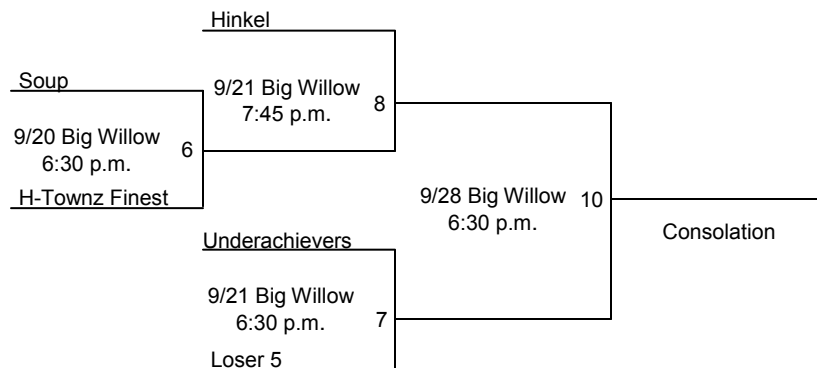 Hinkel
Soup
9/21 Big Willow
7:45 p.m.
8
9/20 Big Willow
6:30 p.m.
6
H-Townz Finest
9/28 Big Willow
6:30 p.m.
10
Consolation
Underachievers
9/21 Big Willow
6:30 p.m.
7
Loser 5